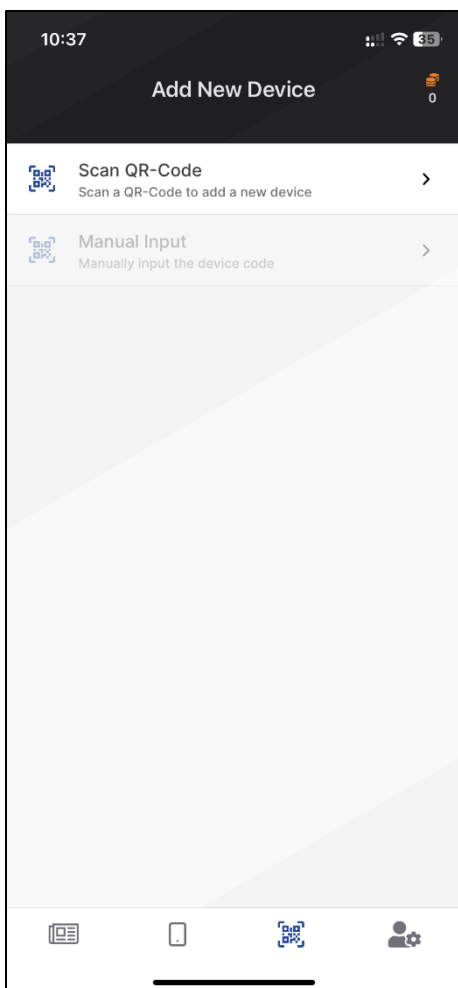 10:37
35
Add New Device
0
Scan QR-Code
Scan a QR-Code to add a new device
Manual Input
Manually input the device code